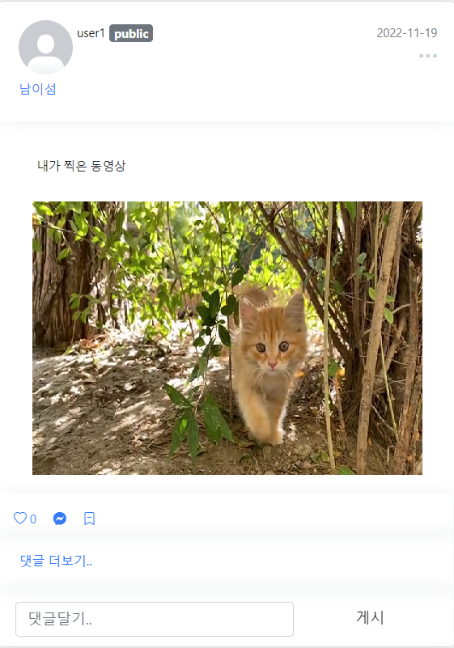 user1 public
2022-11-19
남이섬
내가 찍은 동영상
0
댓글 더보기..
댓글달기..
게시